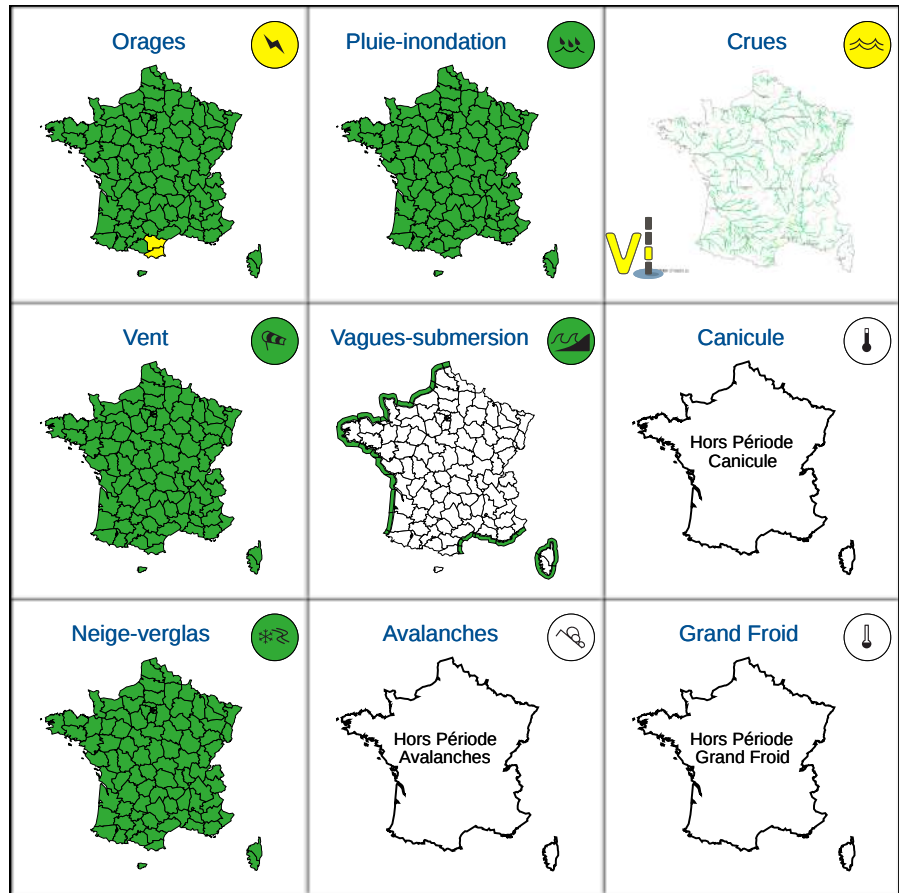 Orages
Pluie-inondation
Crues
Vi
Vent
Vagues-submersion
Canicule
Hors Période
Canicule
Neige-verglas
Avalanches
Grand Froid
Hors Période
Avalanches
Hors Période
Grand Froid